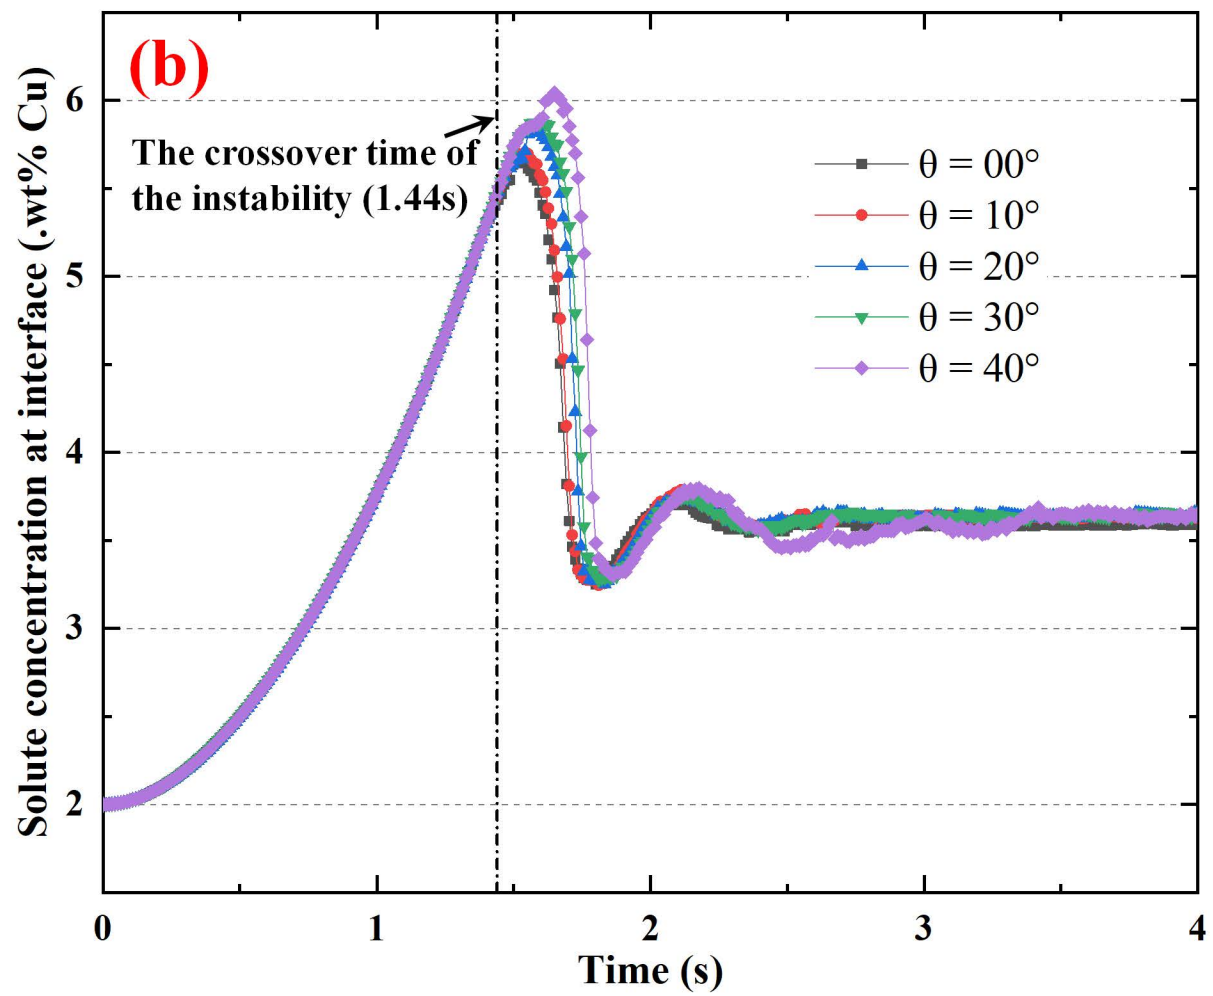 (b)
The crossover time of
the instability (1.44s)
θ = 00°
θ = 10°
θ = 20°
θ = 30°
θ = 40°
Solute concentration at interface (.wt% Cu)
6
5
4
3
2
0 1 2 3 4
Time (s)